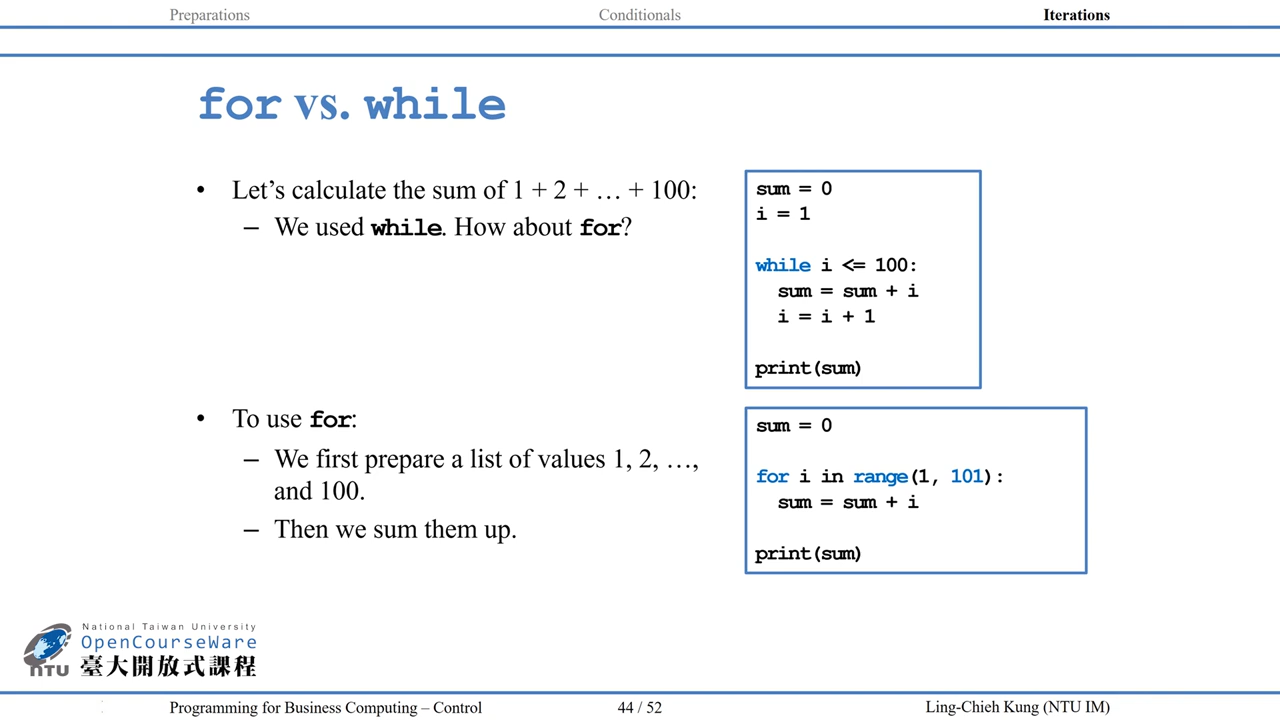 Preparations
Conditionals
Iterations
for vs. while
• Let’s calculate the sum of 1 + 2 + … + 100:
– We used while. How about for?
sum = 0
i = 1
while i <= 100:
sum = sum + i
i = i + 1
print(sum)
• To use for:
– We first prepare a list of values 1, 2, …,
and 100.
– Then we sum them up.
sum = 0
for i in range(1, 101):
sum = sum + i
print(sum)
National Taiwan University
OpenCourseWare
NTU 臺大開放式課程
Programming for Business Computing – Control
44 / 52
Ling-Chieh Kung (NTU IM)